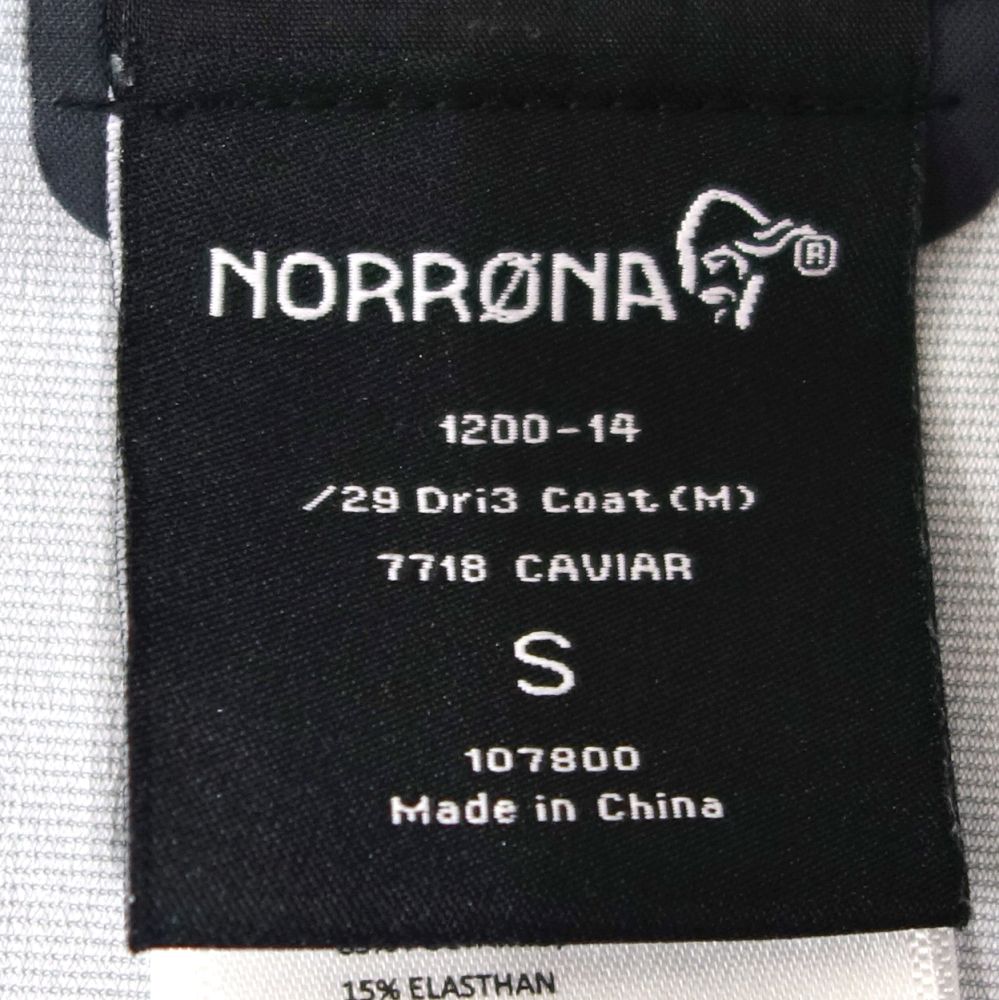 NORRØNA ®
1200-14
/29 Dri3 Coat (M)
7718 CAVIAR
S
107800
Made in China
15% ELASTHAN